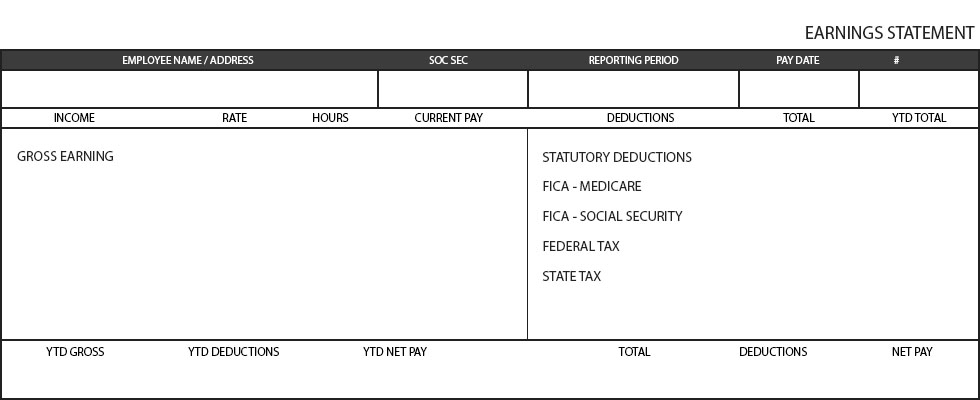 EARNINGS STATEMENT
EMPLOYEE NAME / ADDRESS SOC SEC REPORTING PERIOD PAY DATE #
INCOME RATE HOURS CURRENT PAY DEDUCTIONS TOTAL YTD TOTAL
GROSS EARNING
STATUTORY DEDUCTIONS
FICA - MEDICARE
FICA - SOCIAL SECURITY
FEDERAL TAX
STATE TAX
YTD GROSS YTD DEDUCTIONS YTD NET PAY TOTAL DEDUCTIONS NET PAY